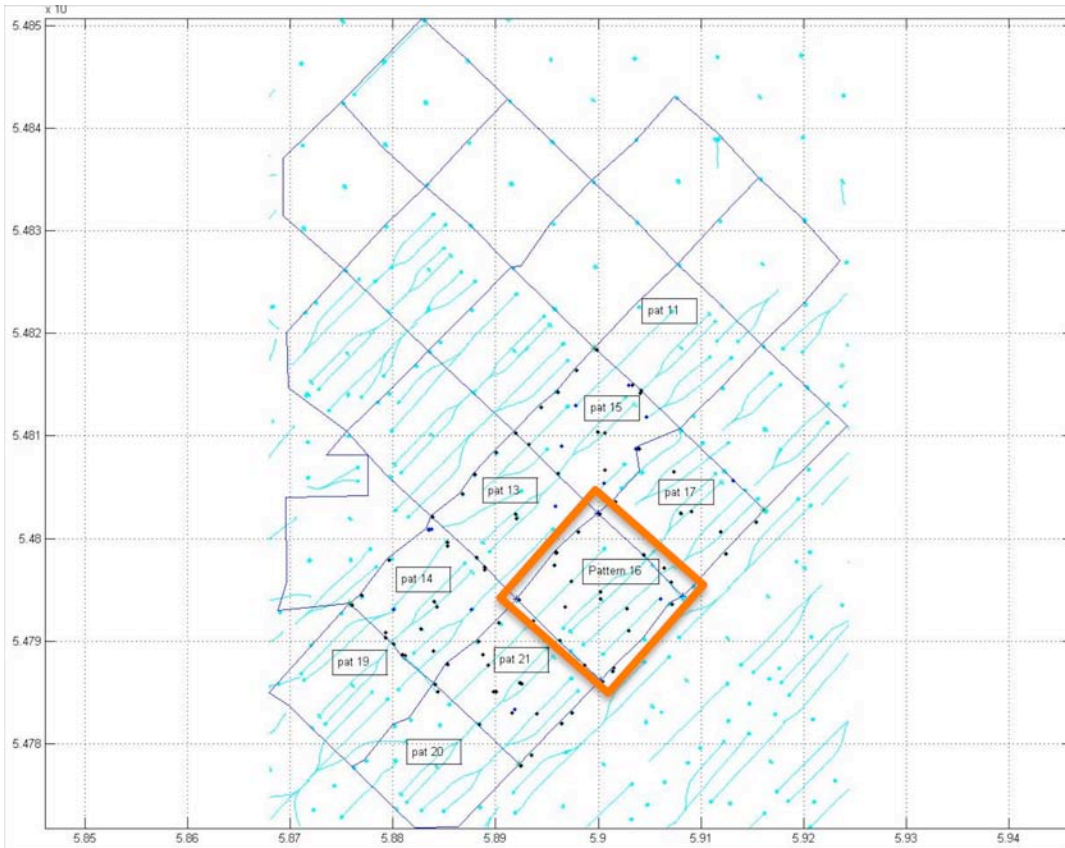 x 10
5.485
5.484
5.483
5.482
pat 11
5.481
pat 15
pat 13
pat 17
5.48
Pattern 16
pat 14
5.479
pat 19
pat 21
5.478
pat 20
5.85
5.86
5.87
5.88
5.89
5.9
5.91
5.92
5.93
5.94